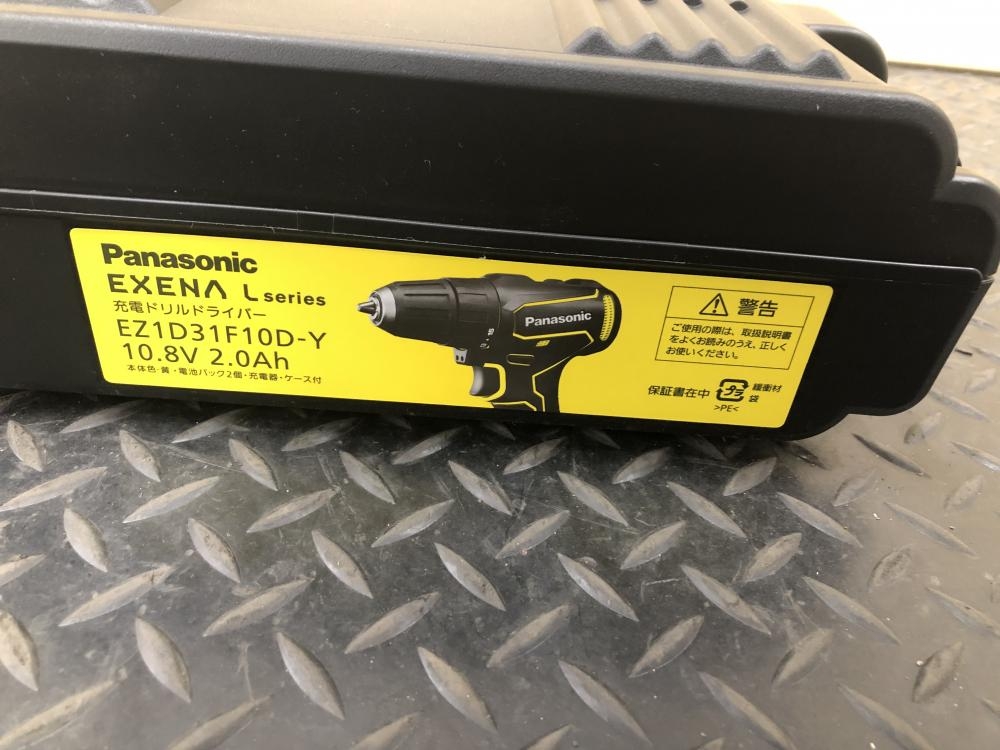 Panasonic
EXENA L series
充電ドリルドライバー
EZ1D31F10D-Y
10.8V 2.0Ah
本体色・黄・電池パック2個・充電器・ケース付
Panasonic
警告
ご使用の際は、取扱説明書
をよくお読みのうえ、正しく
お使いください。
保証書在中
プラ
緩衝材
袋
>PE<